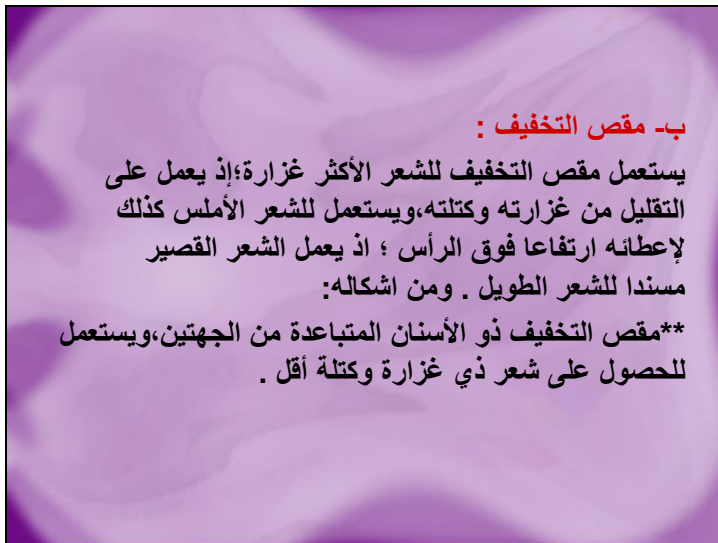 ب- مقص التخفيف :
يستعمل مقص التخفيف للشعر الأكثر غزارة؛إذ يعمل على
التقليل من غزارته وكتلته،ويستعمل للشعر الأملس كذلك
لإعطائه ارتفاعا فوق الرأس ؛ اذ يعمل الشعر القصير
مسندا للشعر الطويل . ومن اشكاله:
**مقص التخفيف ذو الأسنان المتباعدة من الجهتين،ويستعمل
للحصول على شعر ذي غزارة وكتلة أقل .